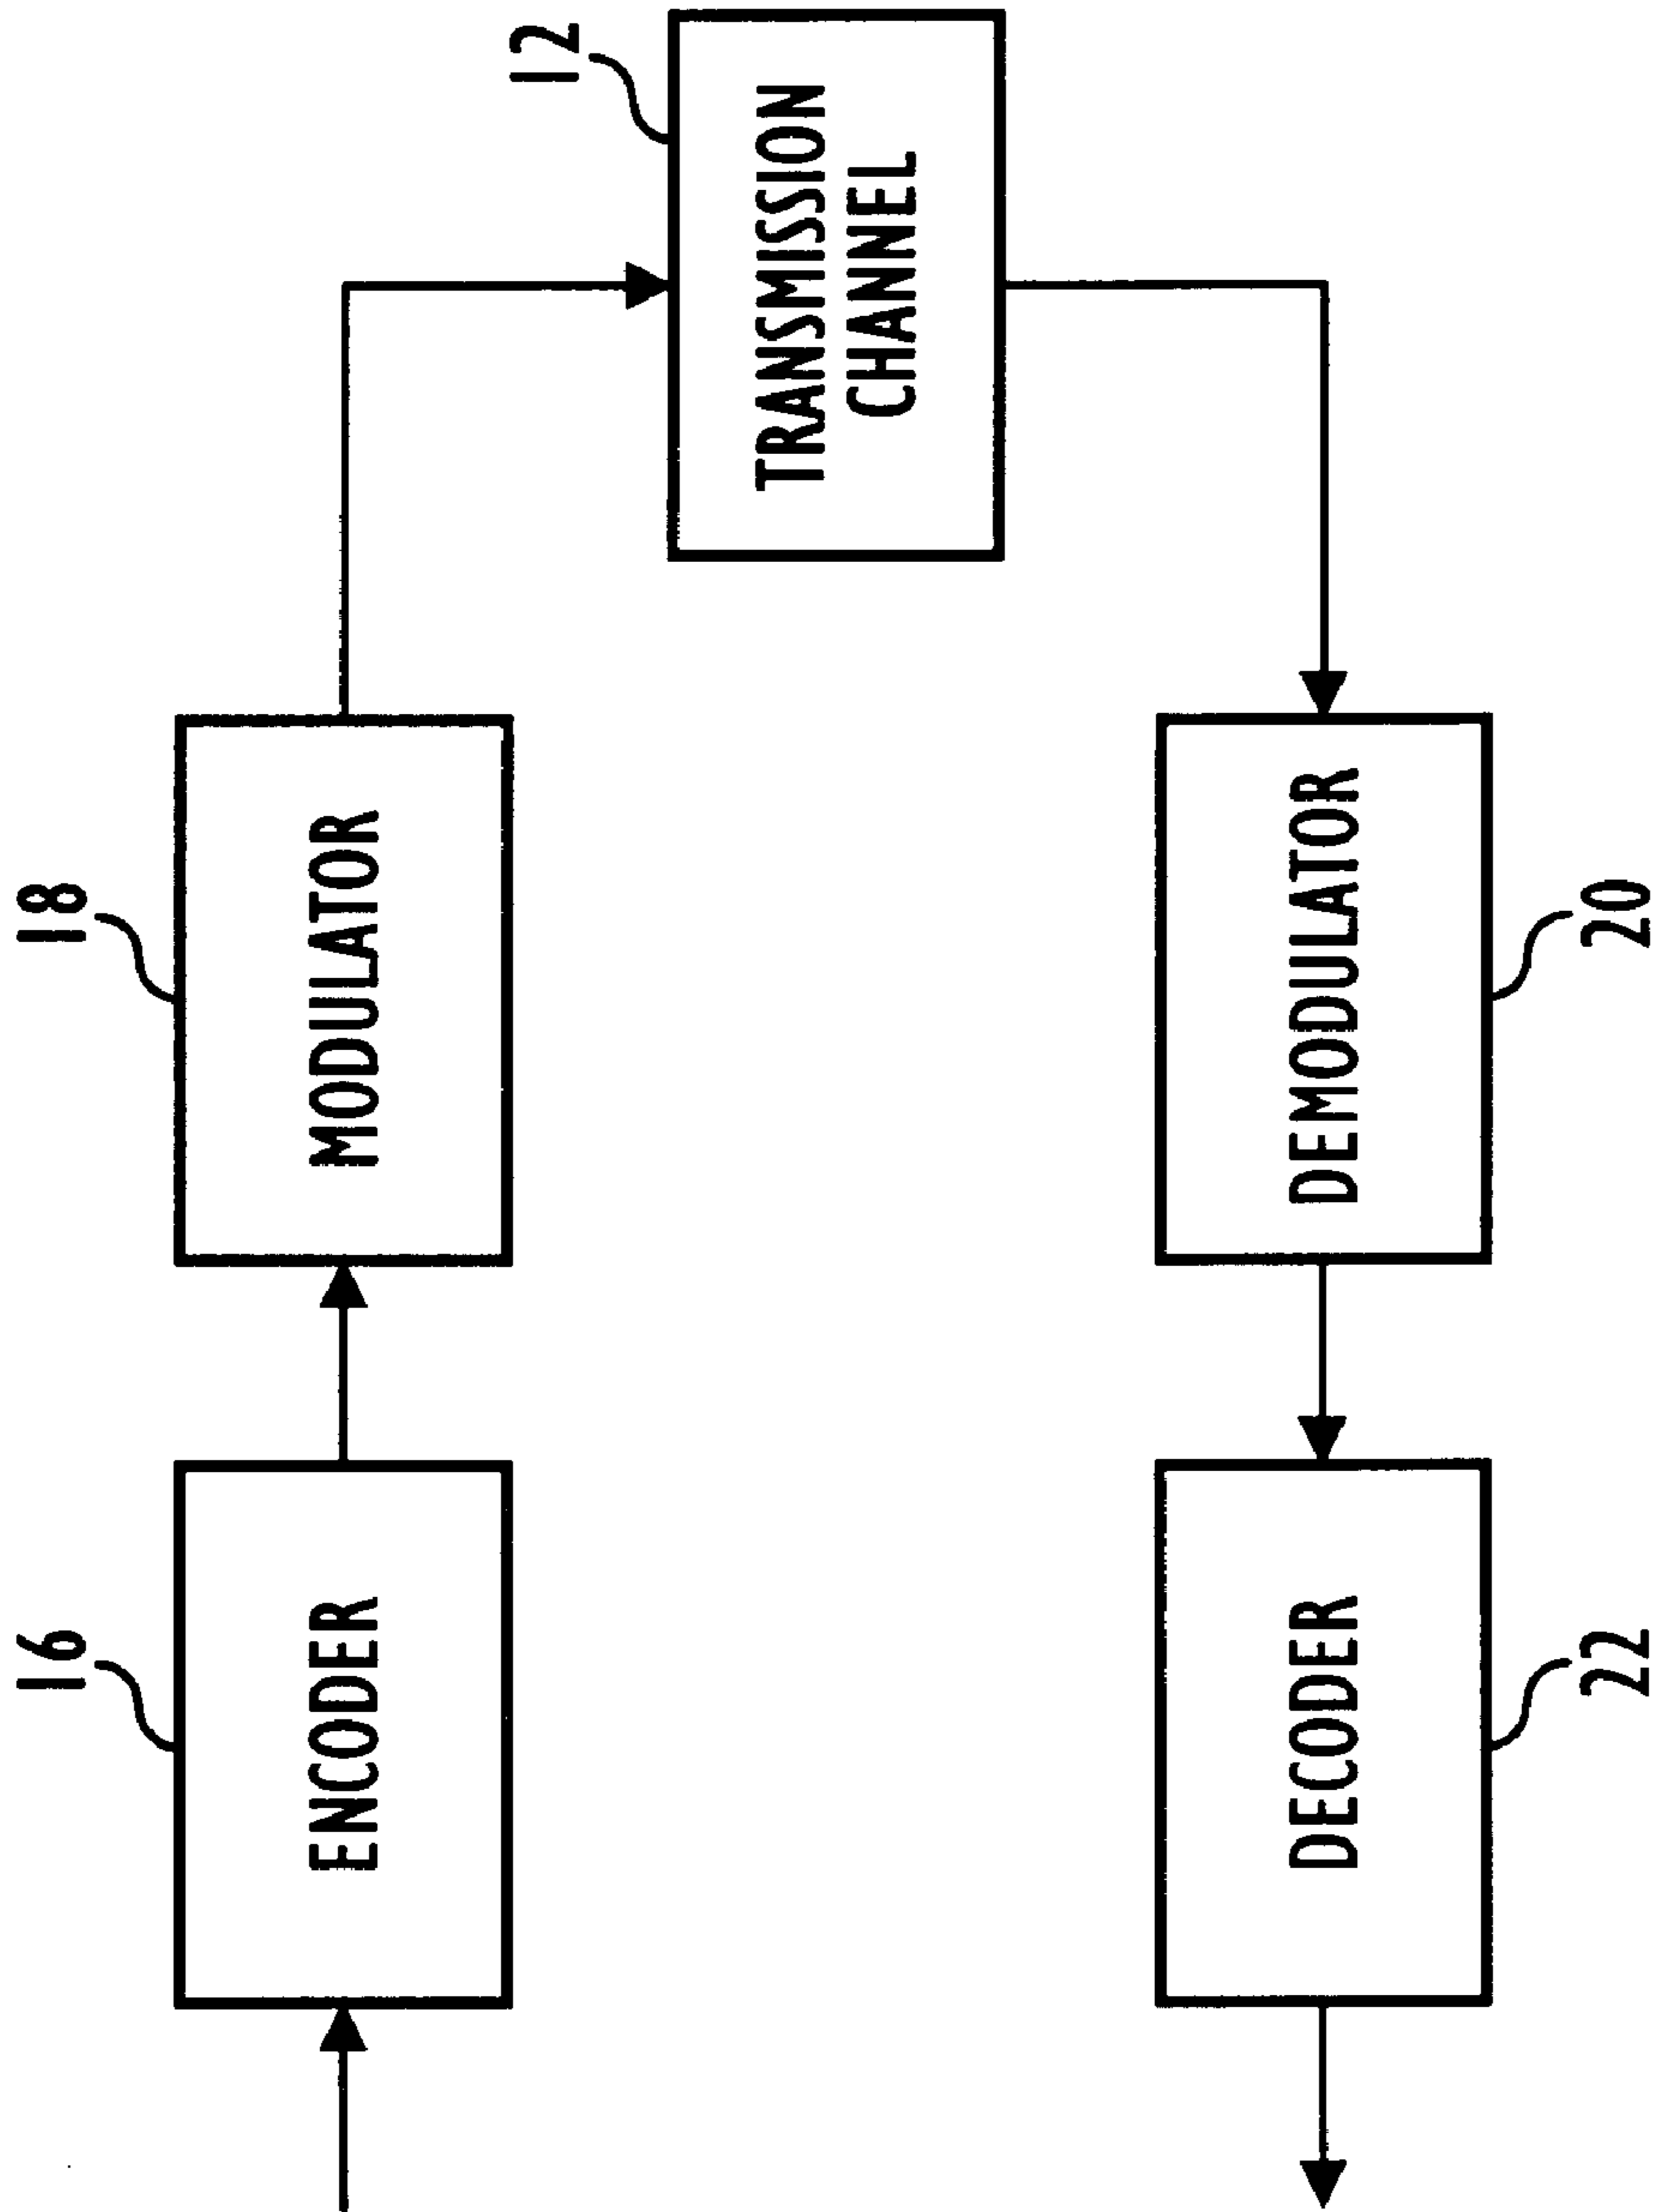 16
ENCODER
18
MODULATOR
12
TRANSMISSION
CHANNEL
DEMODULATOR
20
DECODER
22